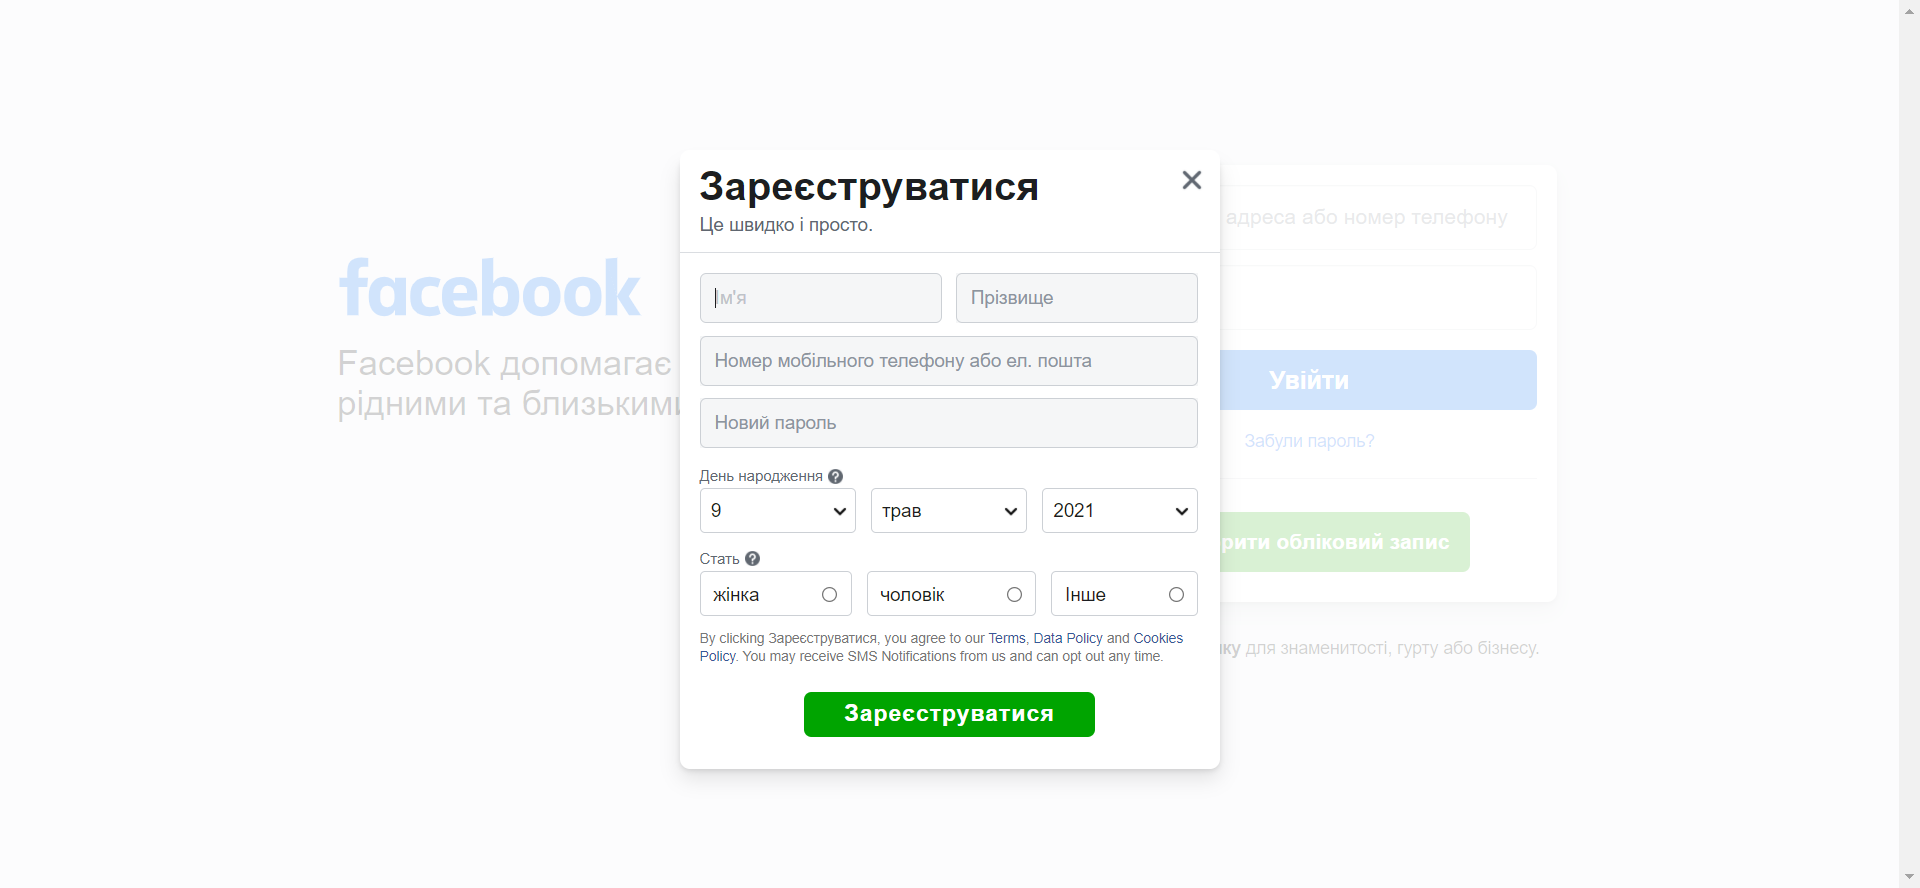 Зареєструватися
Це швидко і просто.
Ім'я
Прізвище
Номер мобільного телефону або ел. пошта
Новий пароль
День народження
9
трав
2021
Стать
жінка
чоловік
Інше
By clicking Зареєструватися, you agree to our Terms, Data Policy and Cookies
Policy. You may receive SMS Notifications from us and can opt out any time.
Зареєструватися
facebook
Facebook допомагає
рідними та близькими
адреса або номер телефону
Увійти
Забули пароль?
обліковий запис
для знаменитості, гурту або бізнесу.